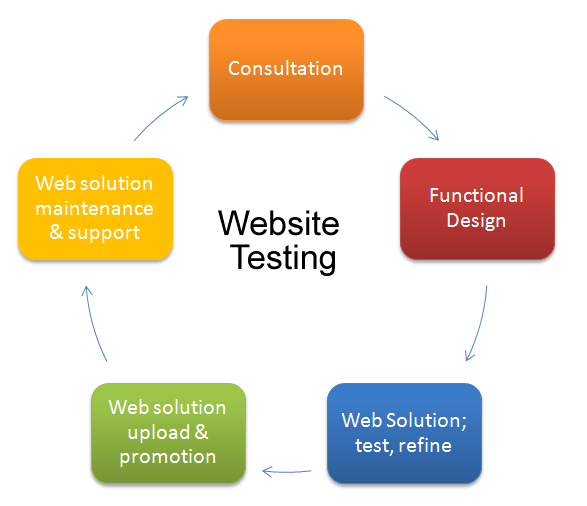 Consultation
Functional
Design
Web Solution;
test, refine
Web solution
upload &
promotion
Web solution
maintenance
& support
Website
Testing